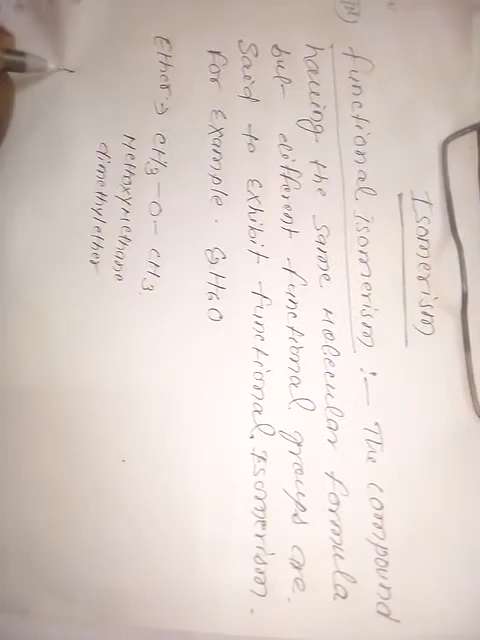 Isomerism
functional isomerism :- The compound
having the same molecular formula
but different functional groups are.
Said to exhibit functional Isomerism.
For Example. C2H6O
Ether → CH3-O-CH3.
Methoxymethane
dimethylether